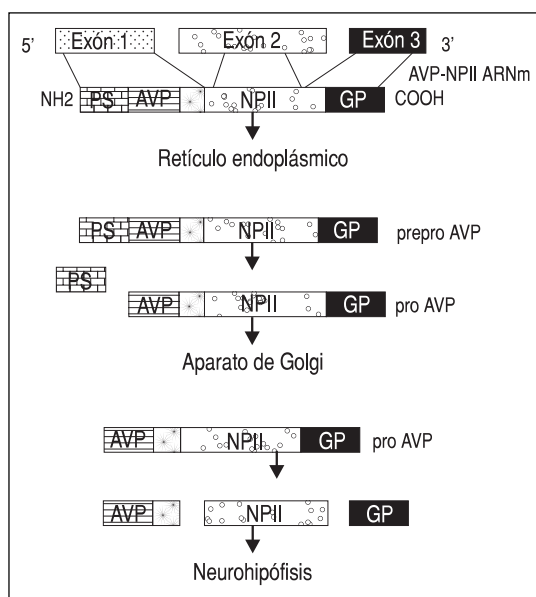 5' Exón 1 Exón 2 Exón 3 3'
AVP-NPII ARNm
NH2 PS AVP NPII GP COOH
Retículo endoplásmico
PS AVP NPII GP prepro AVP
PS
AVP NPII GP pro AVP
Aparato de Golgi
AVP NPII GP pro AVP
AVP NPII GP
Neurohipófisis